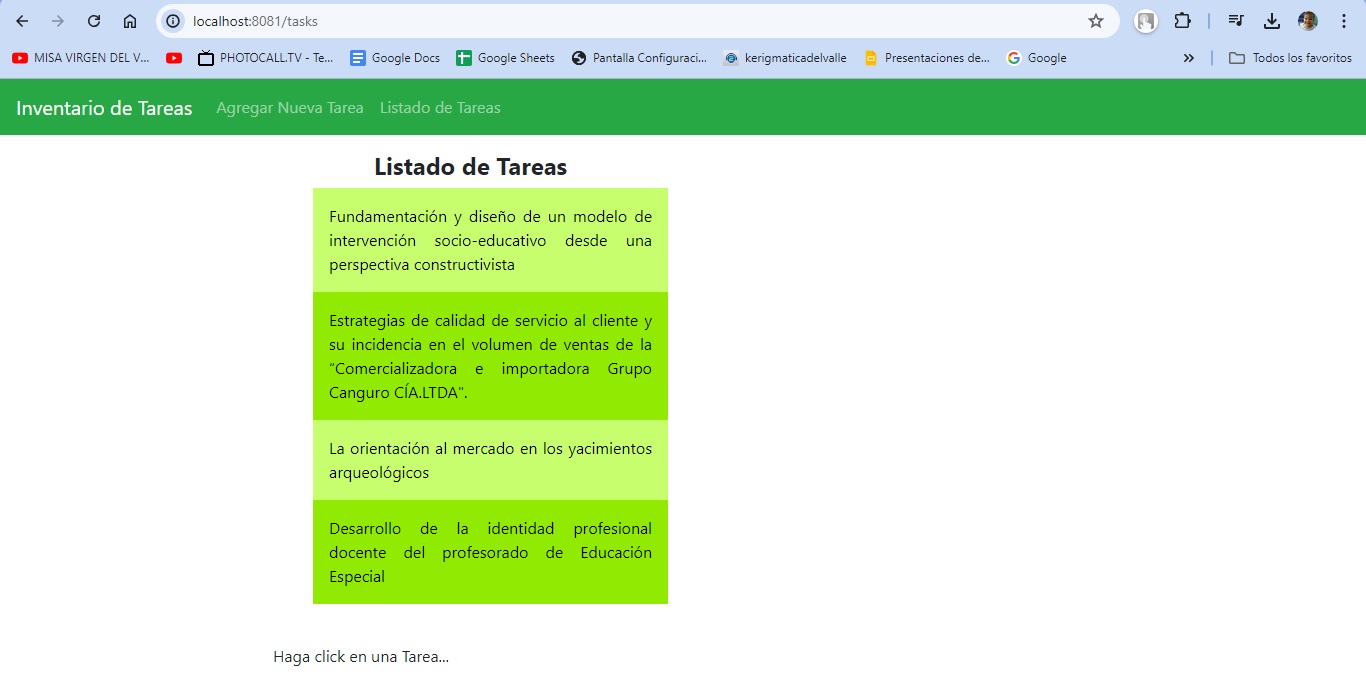 localhost:8081/tasks
MISA VIRGEN DEL V...
PHOTOCALL.TV - Te...
Google Docs
Google Sheets
Pantalla Configuraci...
kerigmaticadelvalle
Presentaciones de...
Google
Todos los favoritos
Inventario de Tareas
Agregar Nueva Tarea
Listado de Tareas
Listado de Tareas
Fundamentación y diseño de un modelo de
intervención socio-educativo desde una
perspectiva constructivista
Estrategias de calidad de servicio al cliente y
su incidencia en el volumen de ventas de la
“Comercializadora e importadora Grupo
Canguro CÍA.LTDA”.
La orientación al mercado en los yacimientos
arqueológicos
Desarrollo de la identidad profesional
docente del profesorado de Educación
Especial
Haga click en una Tarea...